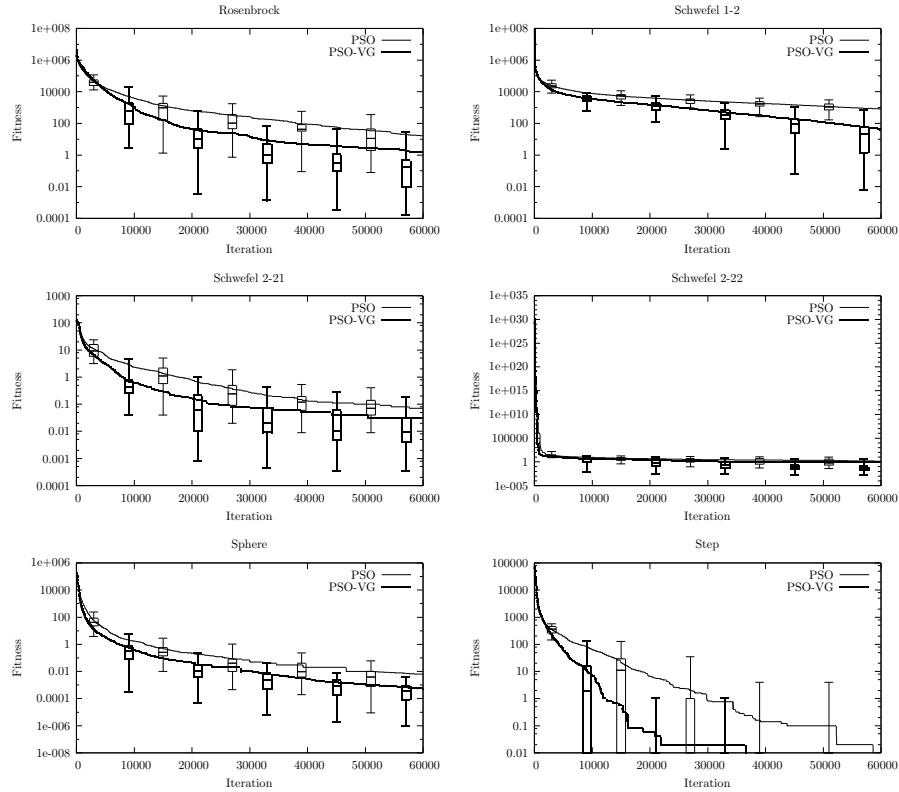 Rosenbrock
1e+008
1e+006
10000
100
1
0.01
0.0001
0
10000
20000
30000
40000
50000
60000
Fitness
Iteration
PSO
PSO-VG
Schwefel 1-2
1e+008
1e+006
10000
100
1
0.01
0.0001
0
10000
20000
30000
40000
50000
60000
Fitness
Iteration
PSO
PSO-VG
Schwefel 2-21
1000
100
10
1
0.1
0.01
0.001
0.0001
0
10000
20000
30000
40000
50000
60000
Fitness
Iteration
PSO
PSO-VG
Schwefel 2-22
1e+035
1e+030
1e+020
1e+015
1e+010
100000
1
1e-005
0
10000
20000
30000
40000
50000
60000
Fitness
Iteration
PSO
PSO-VG
Sphere
1e+006
10000
100
1
0.01
0.0001
1e-006
1e-008
0
10000
20000
30000
40000
50000
60000
Fitness
Iteration
PSO
PSO-VG
Step
100000
10000
1000
100
10
1
0.1
0.01
0
10000
20000
30000
40000
50000
60000
Fitness
Iteration
PSO
PSO-VG